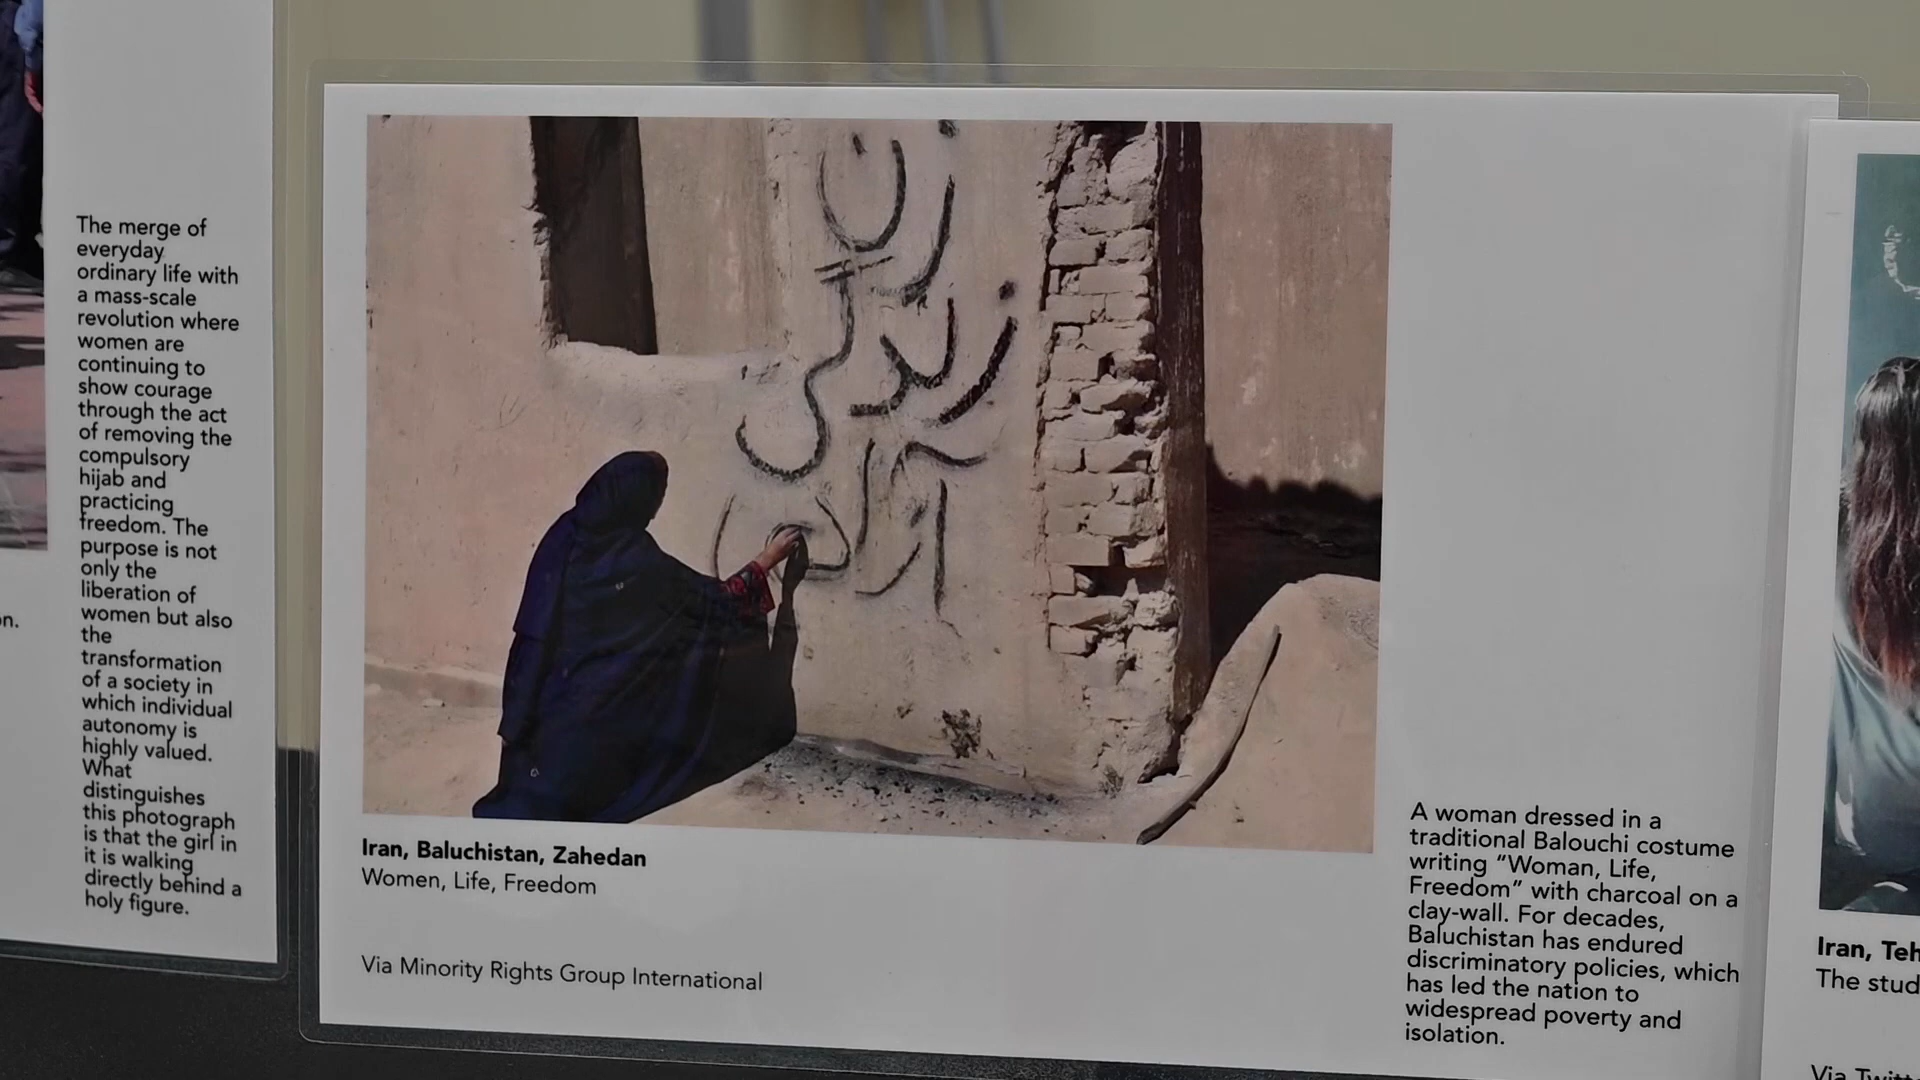 The merge of
everyday
ordinary life with
a mass-scale
revolution where
women are
continuing to
show courage
through the act
of removing the
compulsory
hijab and
practicing
freedom. The
purpose is not
only the
liberation of
women but also
the
transformation
of a society in
which individual
autonomy is
highly valued.
What
distinguishes
this photograph
is that the girl in
it is walking
directly behind a
holy figure.
زن
زندگی
آزادی
Iran, Baluchistan, Zahedan
Women, Life, Freedom
Via Minority Rights Group International
A woman dressed in a
traditional Balouchi costume
writing “Woman, Life,
Freedom” with charcoal on a
clay-wall. For decades,
Baluchistan has endured
discriminatory policies, which
has led the nation to
widespread poverty and
isolation.
Iran,
The
Via